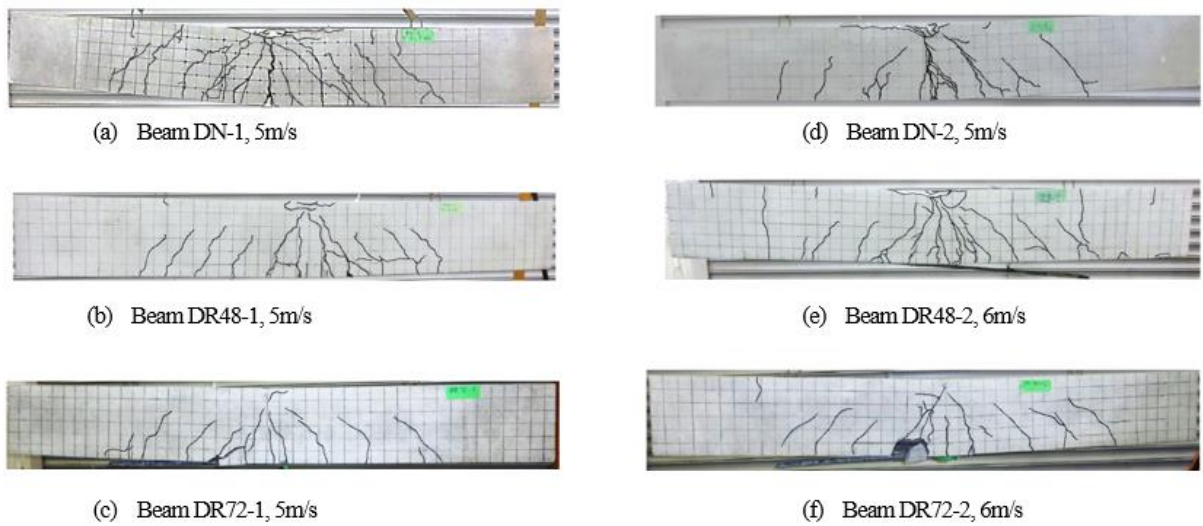 (a) Beam DN-1, 5m/s
(d) Beam DN-2, 5m/s
(b) Beam DR48-1, 5m/s
(e) Beam DR48-2, 6m/s
(c) Beam DR72-1, 5m/s
(f) Beam DR72-2, 6m/s